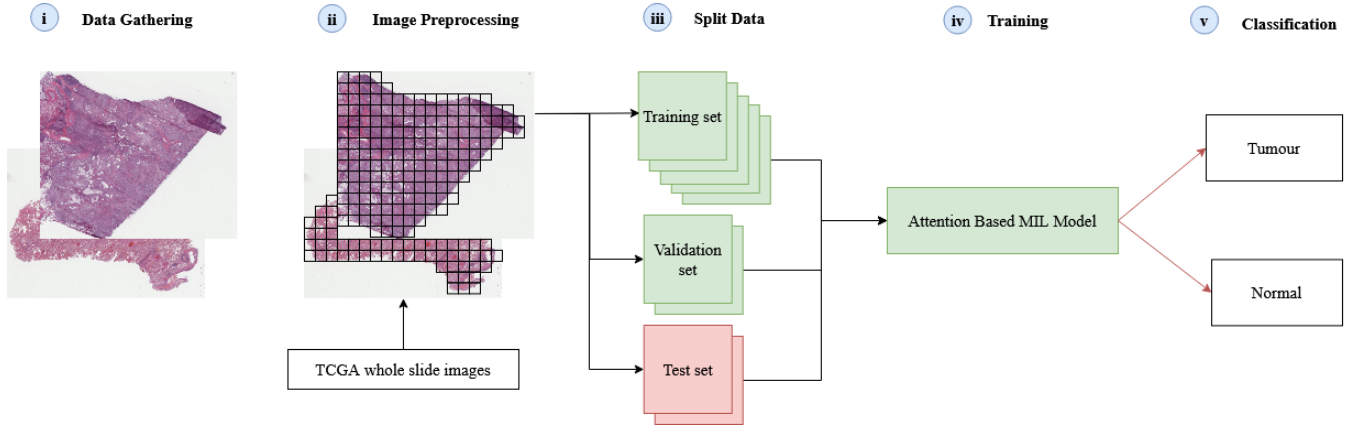 i Data Gathering
ii Image Preprocessing
iii Split Data
iv Training
v Classification
TCGA whole slide images
Training set
Validation
set
Test set
Attention Based MIL Model
Tumour
Normal